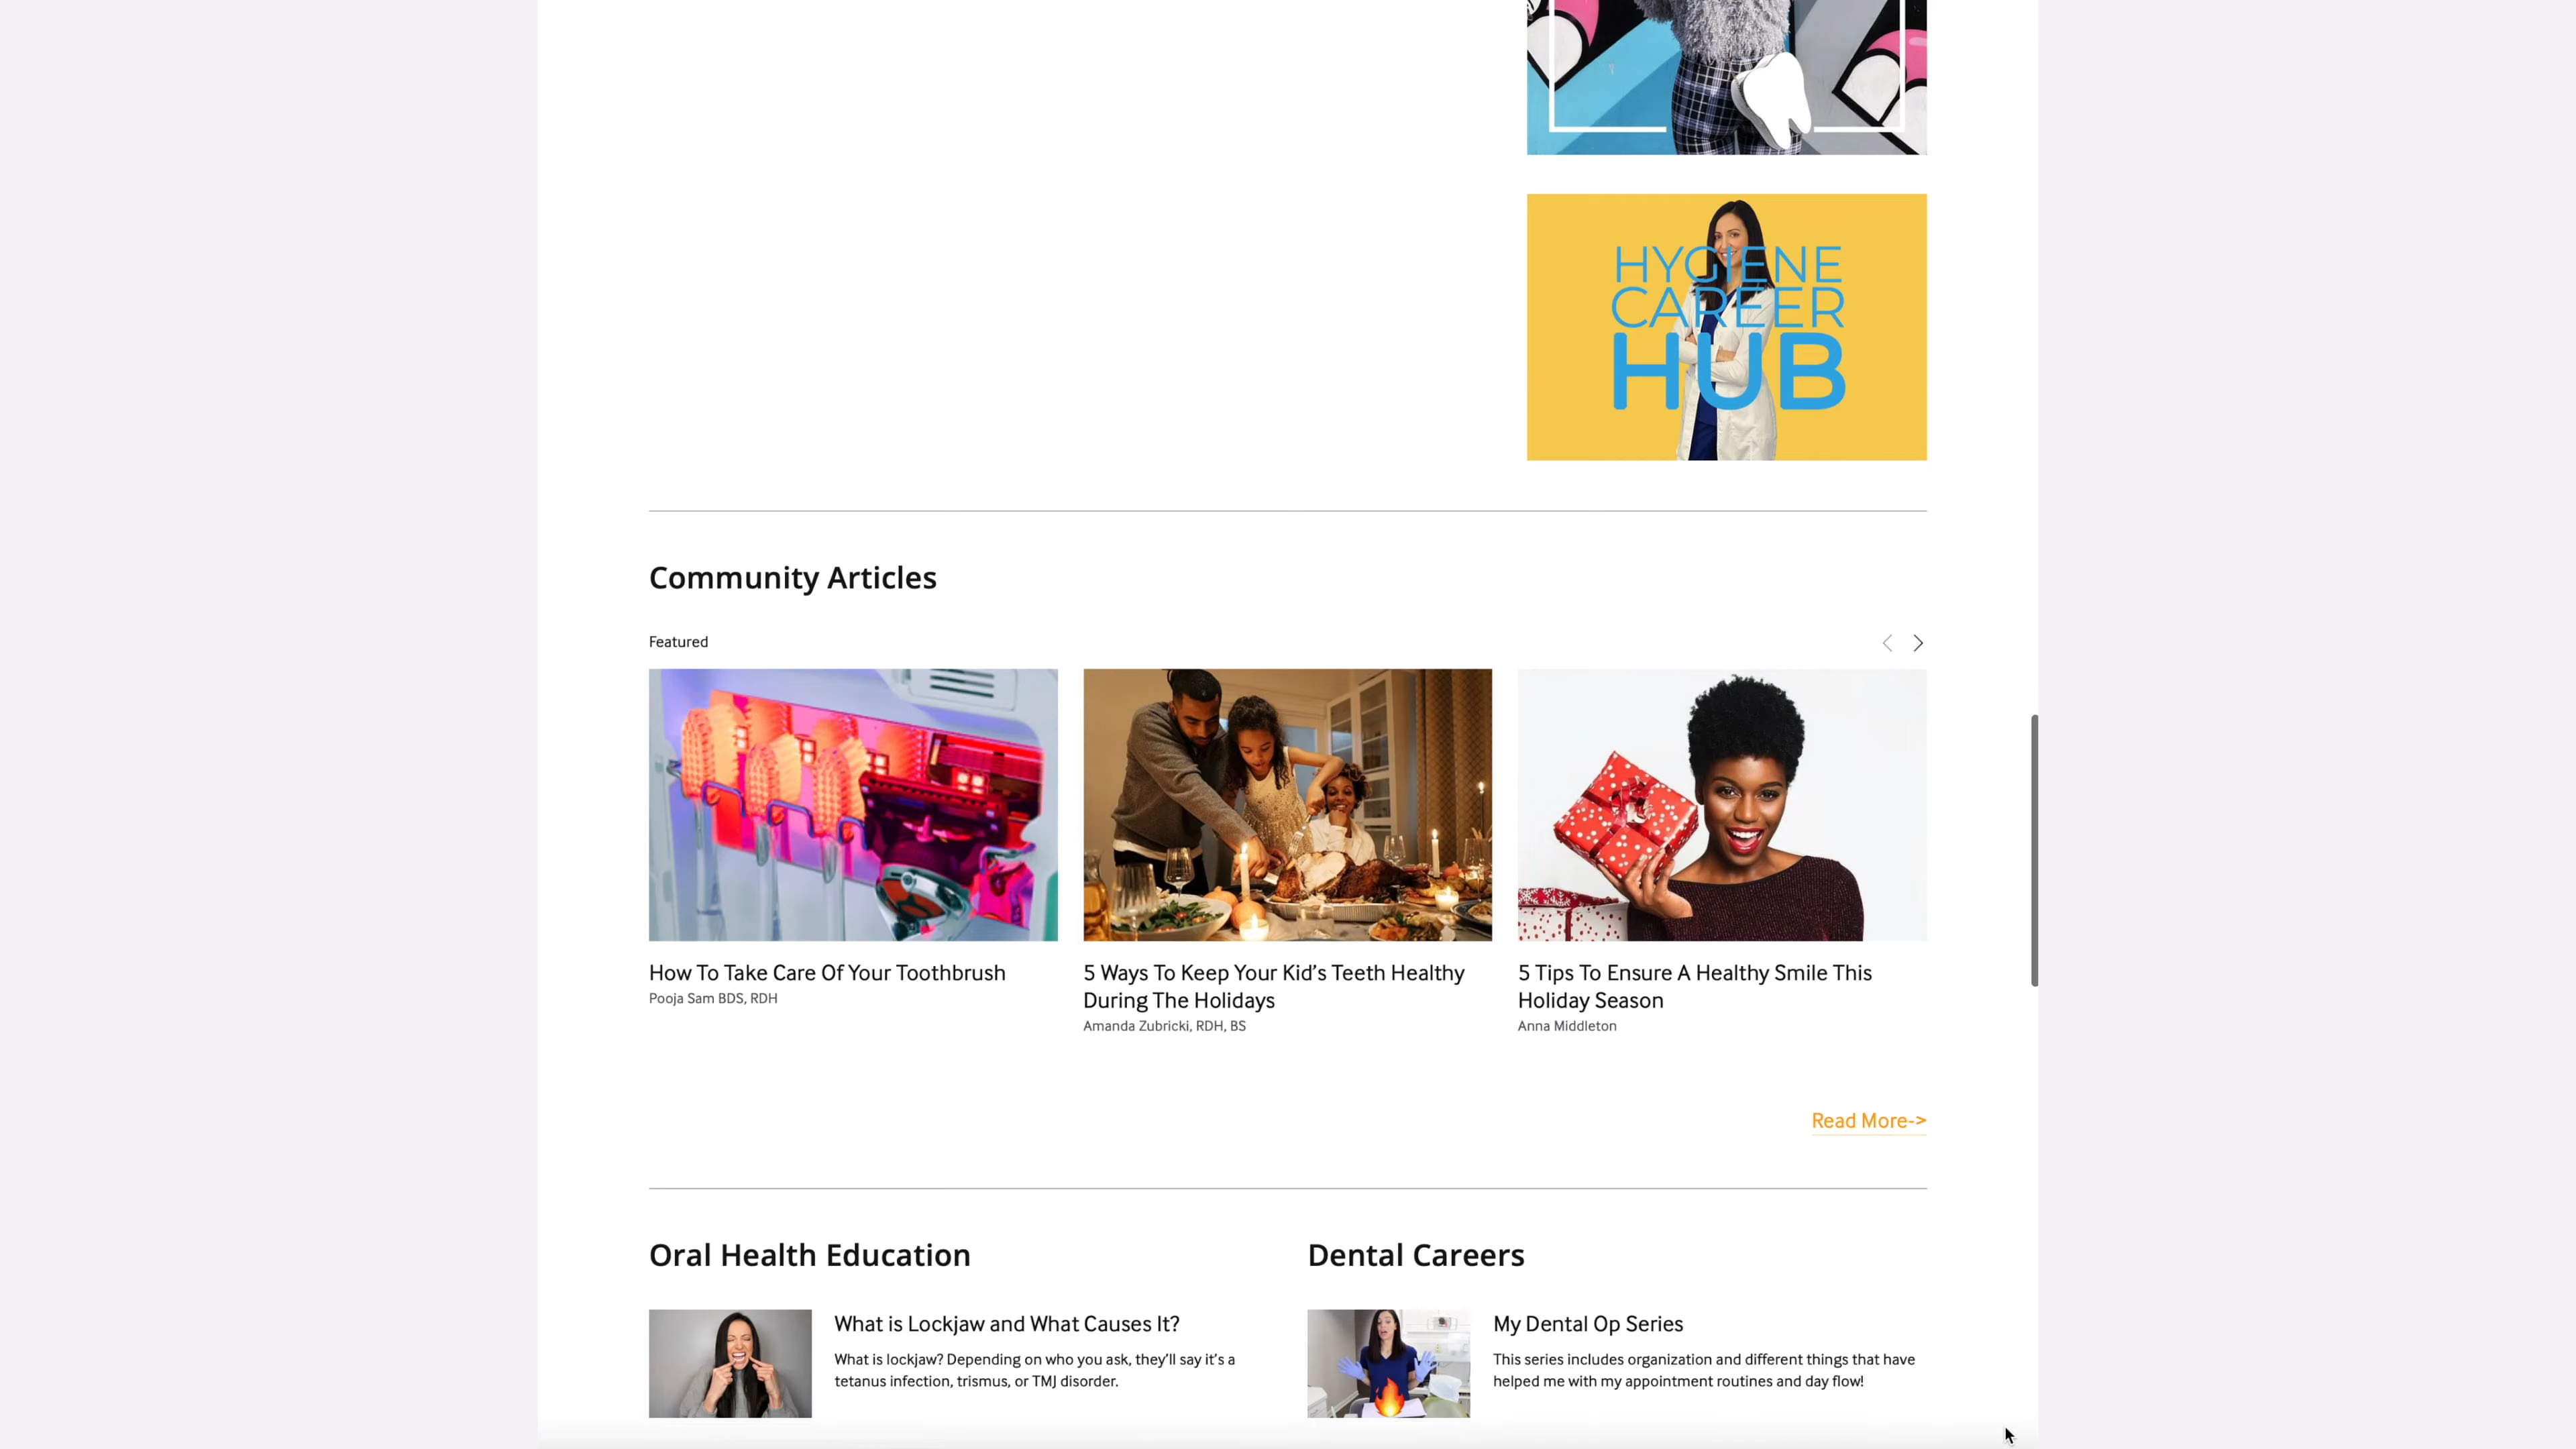 HYGIENE
CAREER
HUB
Community Articles
Featured
How To Take Care Of Your Toothbrush
Pooja Sam BDS, RDH
5 Ways To Keep Your Kid’s Teeth Healthy
During The Holidays
Amanda Zubricki, RDH, BS
5 Tips To Ensure A Healthy Smile This
Holiday Season
Anna Middleton
Read More->
Oral Health Education
What is Lockjaw and What Causes It?
What is lockjaw? Depending on who you ask, they’ll say it’s a
tetanus infection, trismus, or TMJ disorder.
Dental Careers
My Dental Op Series
This series includes organization and different things that have
helped me with my appointment routines and day flow!